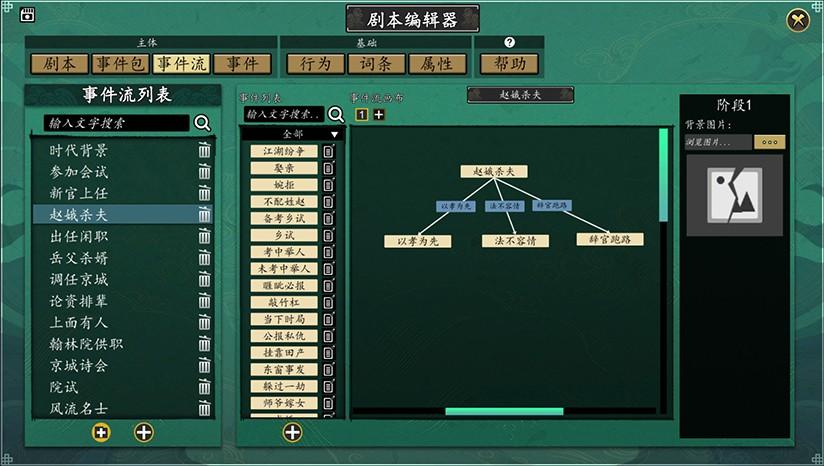 剧本编辑器
主体
基础
?
剧本
事件包
事件流
事件
行为
词条
属性
帮助
事件流列表
输入文字搜索
时代背景
参加会试
新官上任
赵娥杀夫
出任闲职
岳父杀婿
调任京城
论资排辈
上面有人
翰林院供职
京城诗会
院试
风流名士
事件列表
输入文字搜索..
全部
江湖纷争
娶亲
婉拒
不配姓赵
备考乡试
乡试
考中举人
未考中举人
睚眦必报
敲竹杠
当下时局
公报私仇
挂靠田产
东窗事发
躲过一劫
师爷嫁女
事件流画布
1
赵娥杀夫
赵娥杀夫
以孝为先
法不容情
辞官跑路
以孝为先
法不容情
辞官跑路
阶段1
背景图片:
浏览图片...